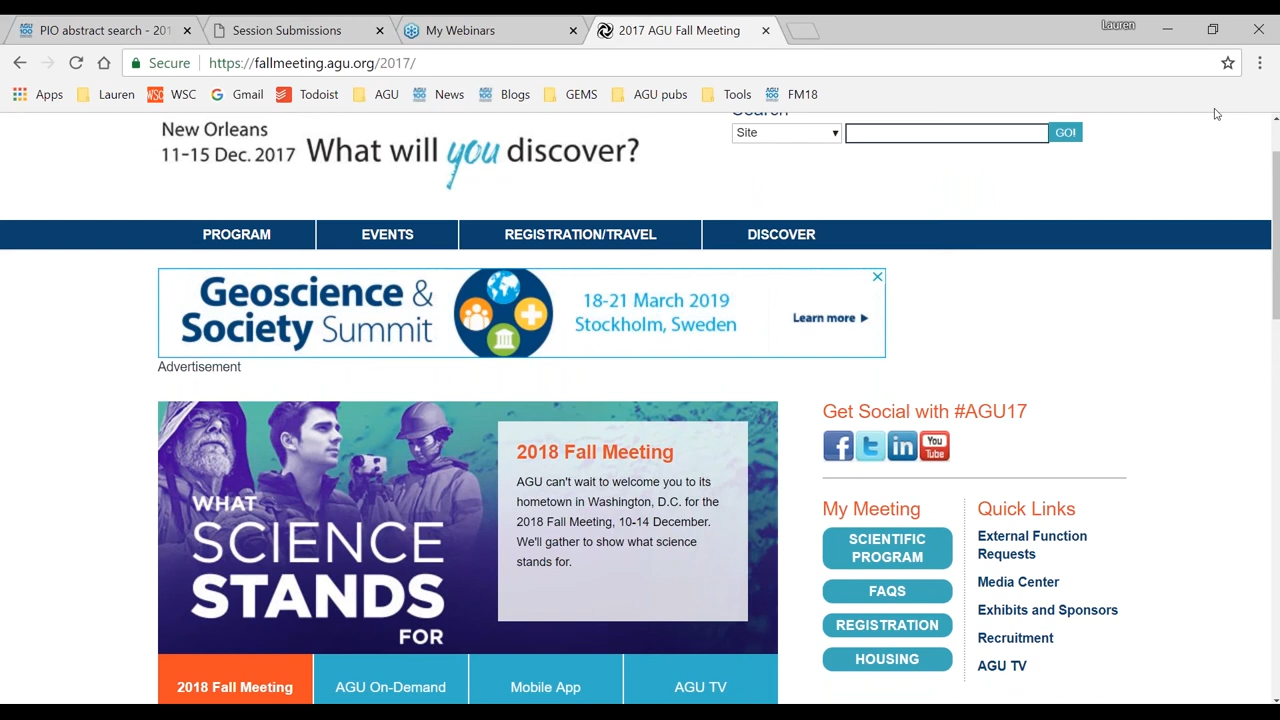 PIO abstract search - 201
Session Submissions
My Webinars
2017 AGU Fall Meeting
Lauren
Secure
https://fallmeeting.agu.org/2017/
Apps
Lauren
WSC
WSC
Gmail
Todoist
AGU
News
Blogs
GEMS
AGU pubs
Tools
FM18
New Orleans
11-15 Dec. 2017
What will you discover?
Search
Site
GO!
PROGRAM
EVENTS
REGISTRATION/TRAVEL
DISCOVER
Geoscience &
Society Summit
18-21 March 2019
Stockholm, Sweden
Learn more
Advertisement
WHAT
SCIENCE
STANDS
FOR
2018 Fall Meeting
AGU can't wait to welcome you to its
hometown in Washington, D.C. for the
2018 Fall Meeting, 10-14 December.
We'll gather to show what science
stands for.
2018 Fall Meeting
AGU On-Demand
Mobile App
AGU TV
Get Social with #AGU17
You
Tube
My Meeting
SCIENTIFIC
PROGRAM
FAQS
REGISTRATION
HOUSING
Quick Links
External Function
Requests
Media Center
Exhibits and Sponsors
Recruitment
AGU TV